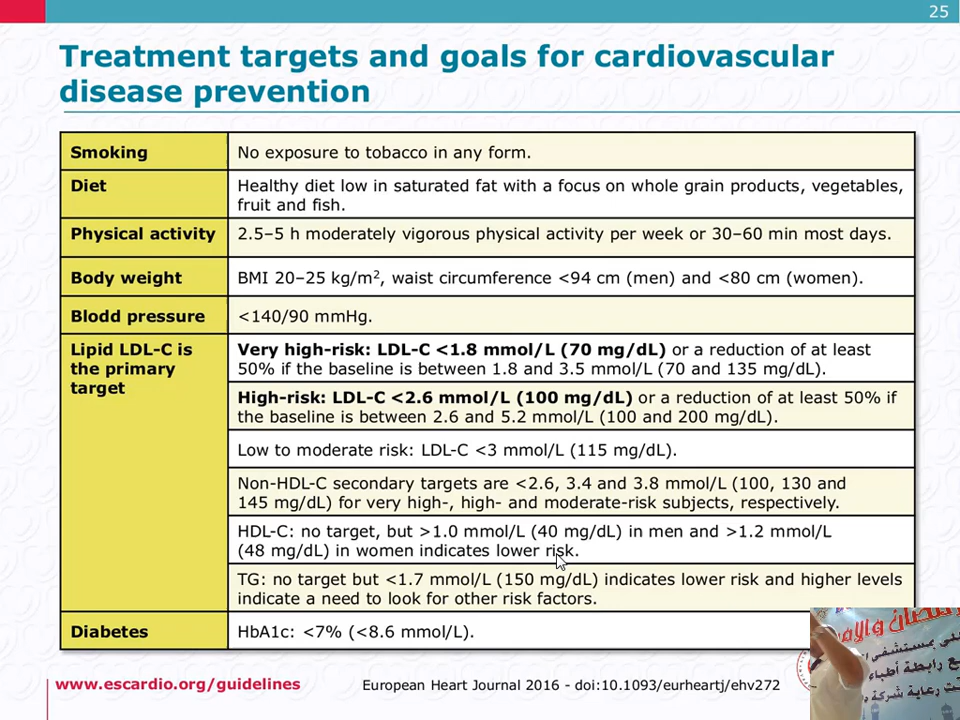 25
Treatment targets and goals for cardiovascular
disease prevention
Smoking
No exposure to tobacco in any form.
Diet
Healthy diet low in saturated fat with a focus on whole grain products, vegetables,
fruit and fish.
Physical activity
2.5–5 h moderately vigorous physical activity per week or 30–60 min most days.
Body weight
BMI 20–25 kg/m², waist circumference <94 cm (men) and <80 cm (women).
Blodd pressure
<140/90 mmHg.
Lipid LDL-C is
the primary
target
Very high-risk: LDL-C <1.8 mmol/L (70 mg/dL) or a reduction of at least
50% if the baseline is between 1.8 and 3.5 mmol/L (70 and 135 mg/dL).
High-risk: LDL-C <2.6 mmol/L (100 mg/dL) or a reduction of at least 50% if
the baseline is between 2.6 and 5.2 mmol/L (100 and 200 mg/dL).
Low to moderate risk: LDL-C <3 mmol/L (115 mg/dL).
Non-HDL-C secondary targets are <2.6, 3.4 and 3.8 mmol/L (100, 130 and
145 mg/dL) for very high-, high- and moderate-risk subjects, respectively.
HDL-C: no target, but >1.0 mmol/L (40 mg/dL) in men and >1.2 mmol/L
(48 mg/dL) in women indicates lower risk.
TG: no target but <1.7 mmol/L (150 mg/dL) indicates lower risk and higher levels
indicate a need to look for other risk factors.
Diabetes
HbA1c: <7% (<8.6 mmol/L).
www.escardio.org/guidelines
European Heart Journal 2016 - doi:10.1093/eurheartj/ehv272
رابطة أطباء
رعاية شركة